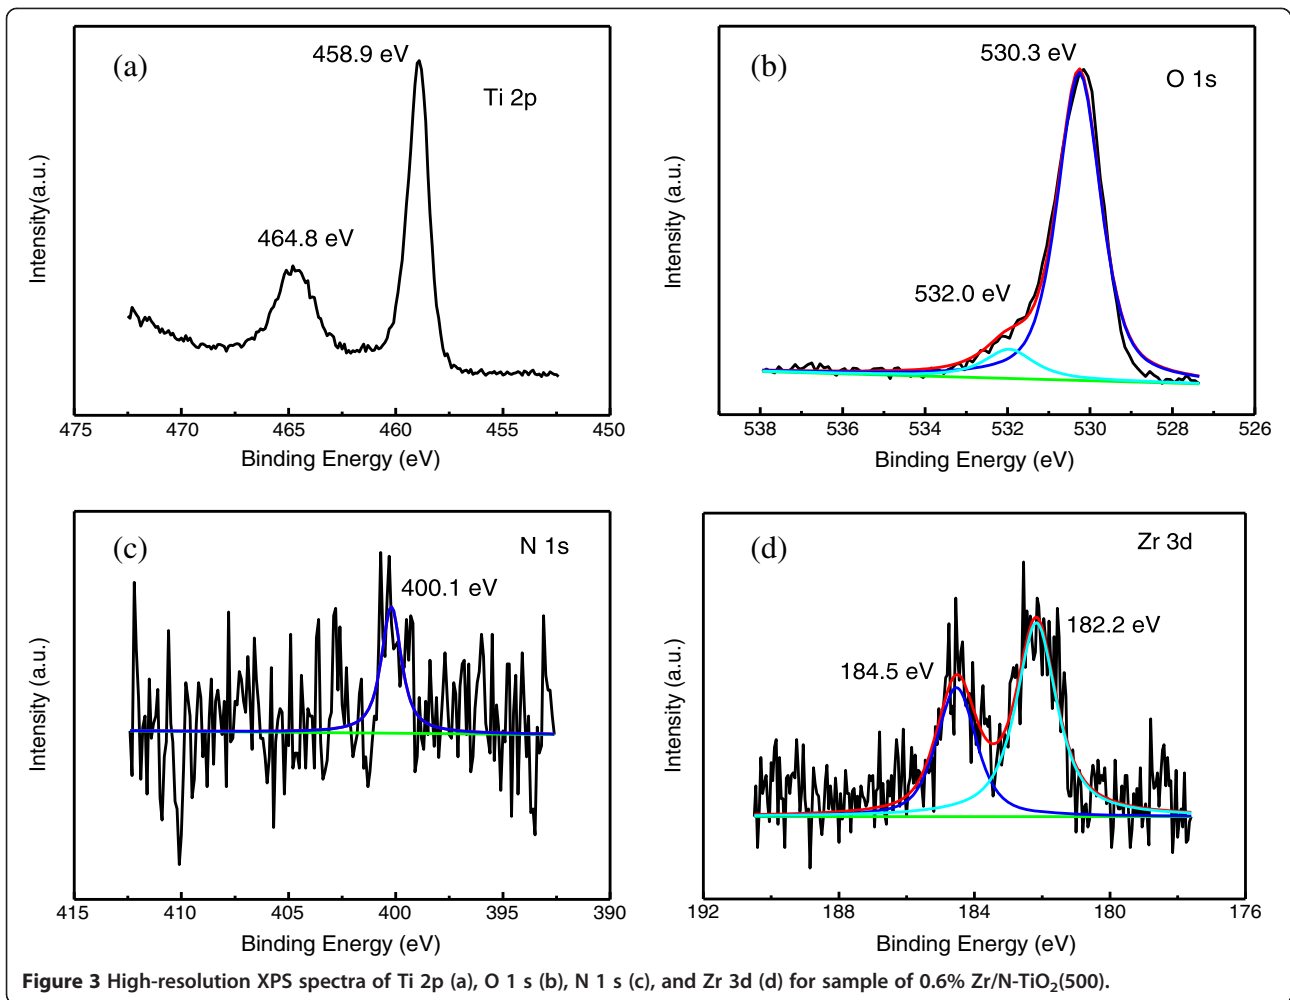 (a)
458.9 eV
Ti 2p
464.8 eV
Intensity(a.u.)
475 470 465 460 455 450
Binding Energy (eV)
(b)
530.3 eV
O 1s
532.0 eV
Intensity (a.u.)
538 536 534 532 530 528 526
Binding Energy (eV)
(c)
N 1s
400.1 eV
Intensity (a.u.)
415 410 405 400 395 390
Binding Energy (eV)
(d)
Zr 3d
182.2 eV
184.5 eV
Intensity (a.u.)
192 188 184 180 176
Binding Energy (eV)
Figure 3 High-resolution XPS spectra of Ti 2p (a), O 1 s (b), N 1 s (c), and Zr 3d (d) for sample of 0.6% Zr/N-TiO₂(500).